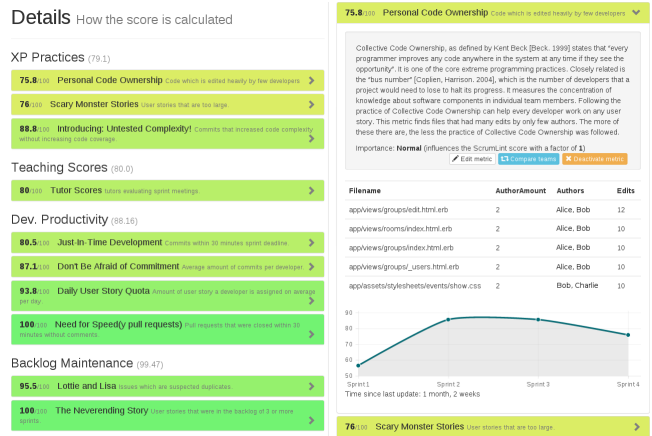 Details How the score is calculated
XP Practices (79.1)
75.8/100 Personal Code Ownership Code which is edited heavily by few developers
76/100 Scary Monster Stories User stories that are too large.
88.8/100 Introducing: Untested Complexity! Commits that increased code complexity
without increasing code coverage.
Teaching Scores (80.0)
80/100 Tutor Scores tutors evaluating sprint meetings.
Dev. Productivity (88.16)
80.5/100 Just-In-Time Development Commits within 30 minutes sprint deadline.
87.1/100 Don't Be Afraid of Commitment Average amount of commits per developer.
93.8/100 Daily User Story Quota Amount of user story a developer is assigned on average
per day.
100/100 Need for Speed(y pull requests) Pull requests that were closed within 30
minutes without comments.
Backlog Maintenance (99.47)
95.5/100 Lottie and Lisa Issues which are suspected duplicates
100/100 The Neverending Story User stories that were in the backlog of 3 or more
sprints.
75.8/100 Personal Code Ownership Code which is edited heavily by few developers
Collective Code Ownership, as defined by Kent Beck [Beck, 1999] states that "every
programmer improves any code anywhere in the system at any time if they see the
opportunity". It is one of the core extreme programming practices. Closely related is
the "bus number" [Coplien, Harrison. 2004], which is the number of developers that a
project would need to lose to halt its progress. It measures the concentration of
knowledge about software components in individual team members. Following the
practice of Collective Code Ownership can help every developer work on any user
story. This metric finds files that had many edits by only few authors. The more of
these there are, the less the practice of Collective Code Ownership was followed.
Importance: Normal (influences the ScrumLint score with a factor of 1)
Edit metric Compare teams Deactivate metric
Filename AuthorAmount Authors Edits
app/views/groups/edit.html.erb 2 Alice, Bob 12
app/views/rooms/index.html.erb 2 Alice, Bob 10
app/views/groups/index.html.erb 2 Alice, Bob 10
app/views/groups/_users.html.erb 2 Alice, Bob 10
app/assets/stylesheets/events/show.css 2 Bob, Charlie 10
90
80
70
60
50
Sprint 1 Sprint 2 Sprint 3 Sprint 4
Time since last update: 1 month, 2 weeks
76/100 Scary Monster Stories User stories that are too large.